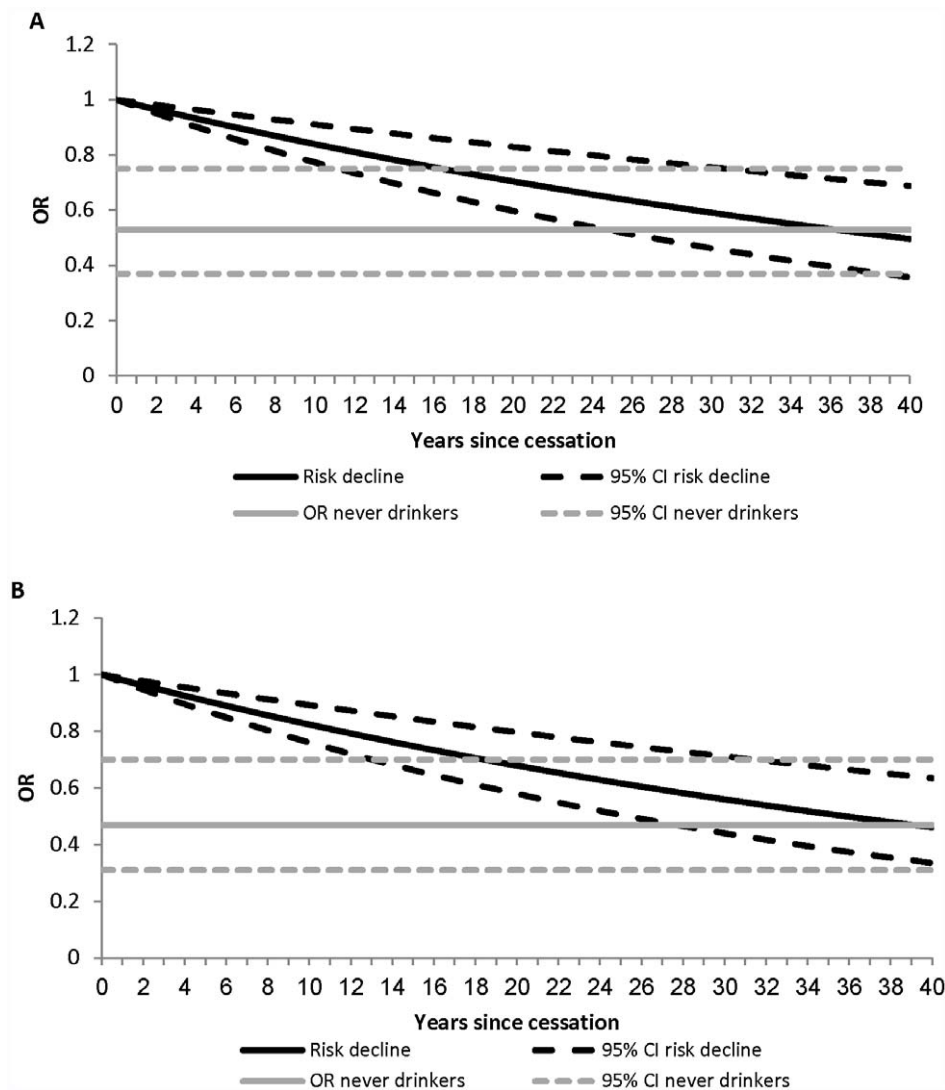 A
1.2
1
0.8
0.6
0.4
0.2
0
OR
0 2 4 6 8 10 12 14 16 18 20 22 24 26 28 30 32 34 36 38 40
Years since cessation
Risk decline 95% CI risk decline
OR never drinkers 95% CI never drinkers
B
1.2
1
0.8
0.6
0.4
0.2
0
OR
0 2 4 6 8 10 12 14 16 18 20 22 24 26 28 30 32 34 36 38 40
Years since cessation
Risk decline 95% CI risk decline
OR never drinkers 95% CI never drinkers